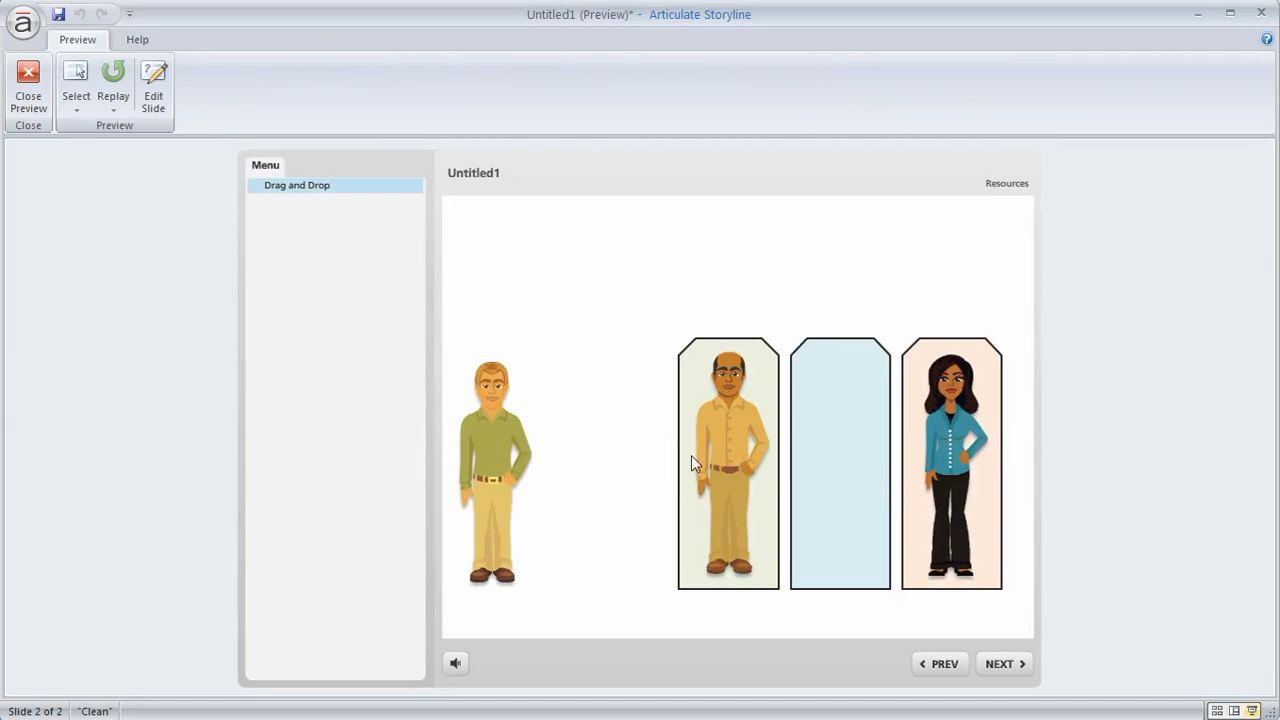 Untitled1 (Preview)* - Articulate Storyline
Preview
Help
Close Preview
Select
Replay
Edit Slide
Close
Preview
Menu
Drag and Drop
Untitled1
Resources
PREV
NEXT
Slide 2 of 2
"Clean"